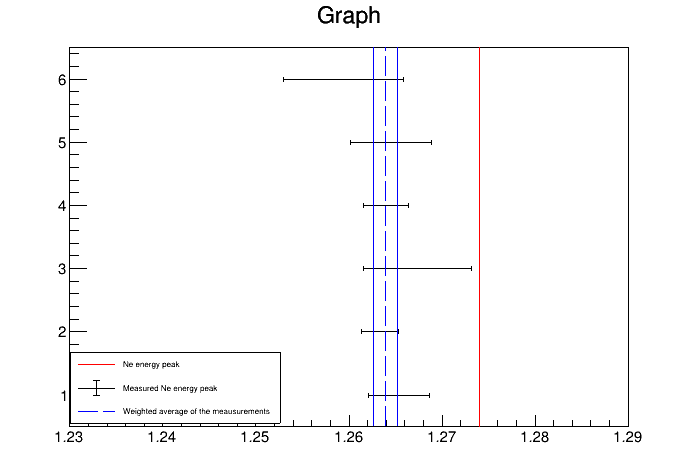 Graph
6
5
4
3
2
1
Ne energy peak
Measured Ne energy peak
Weighted average of the meausurements
1.23 1.24 1.25 1.26 1.27 1.28 1.29